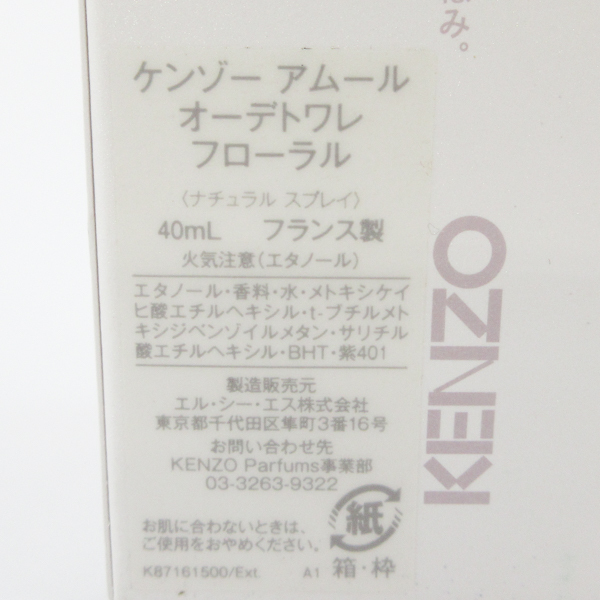 ケンゾー アムール
オーデトワレ
フローラル
(ナチュラル スプレイ)
40mL フランス製
火気注意(エタノール)
エタノール・香料・水・メトキシケイ
ヒ酸エチルヘキシル・t-ブチルメト
キシジベンゾイルメタン・サリチル
酸エチルヘキシル・BHT・紫401
製造販売元
エル・シー・エス株式会社
東京都千代田区隼町3番16号
お問い合わせ先
KENZO Parfums事業部
03-3263-9322
お肌に合わないときは、
ご使用をおやめください。
K87161500/Ext. A1
紙
箱・枠
KENZO
み。